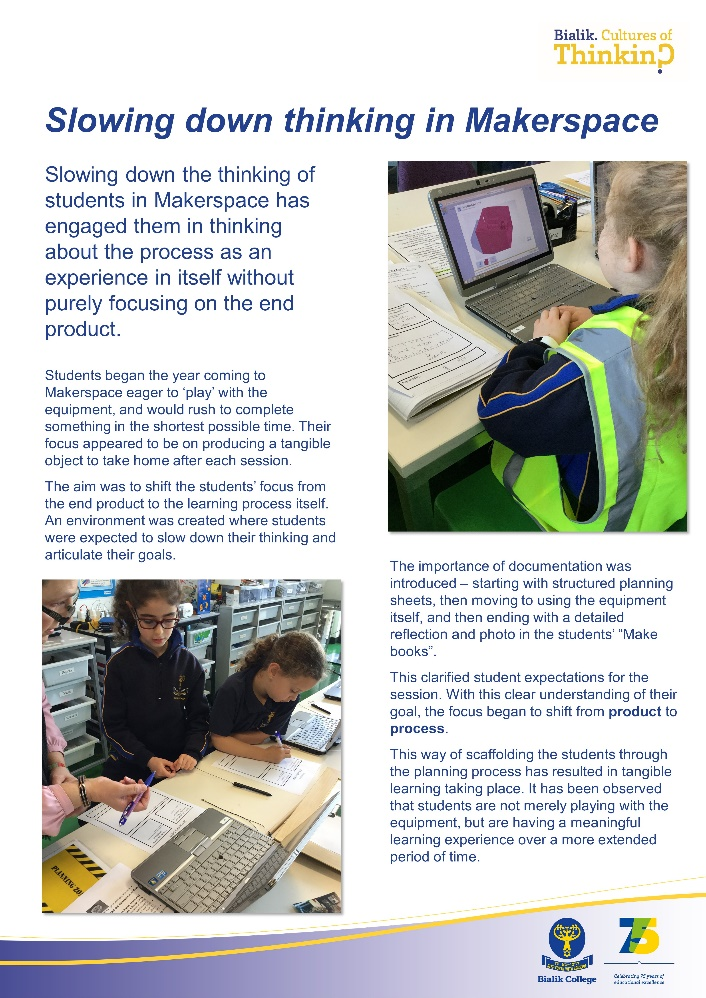 Bialik. Cultures of
Thinkin?
Slowing down thinking in Makerspace
Slowing down the thinking of
students in Makerspace has
engaged them in thinking
about the process as an
experience in itself without
purely focusing on the end
product.
Students began the year coming to
Makerspace eager to ‘play’ with the
equipment, and would rush to complete
something in the shortest possible time. Their
focus appeared to be on producing a tangible
object to take home after each session.
The aim was to shift the students’ focus from
the end product to the learning process itself.
An environment was created where students
were expected to slow down their thinking and
articulate their goals.
PLANNING
The importance of documentation was
introduced – starting with structured planning
sheets, then moving to using the equipment
itself, and then ending with a detailed
reflection and photo in the students’ “Make
books”.
This clarified student expectations for the
session. With this clear understanding of their
goal, the focus began to shift from product to
process.
This way of scaffolding the students through
the planning process has resulted in tangible
learning taking place. It has been observed
that students are not merely playing with the
equipment, but are having a meaningful
learning experience over a more extended
period of time.
Bialik College
75
Celebrating 75 years of
educational excellence